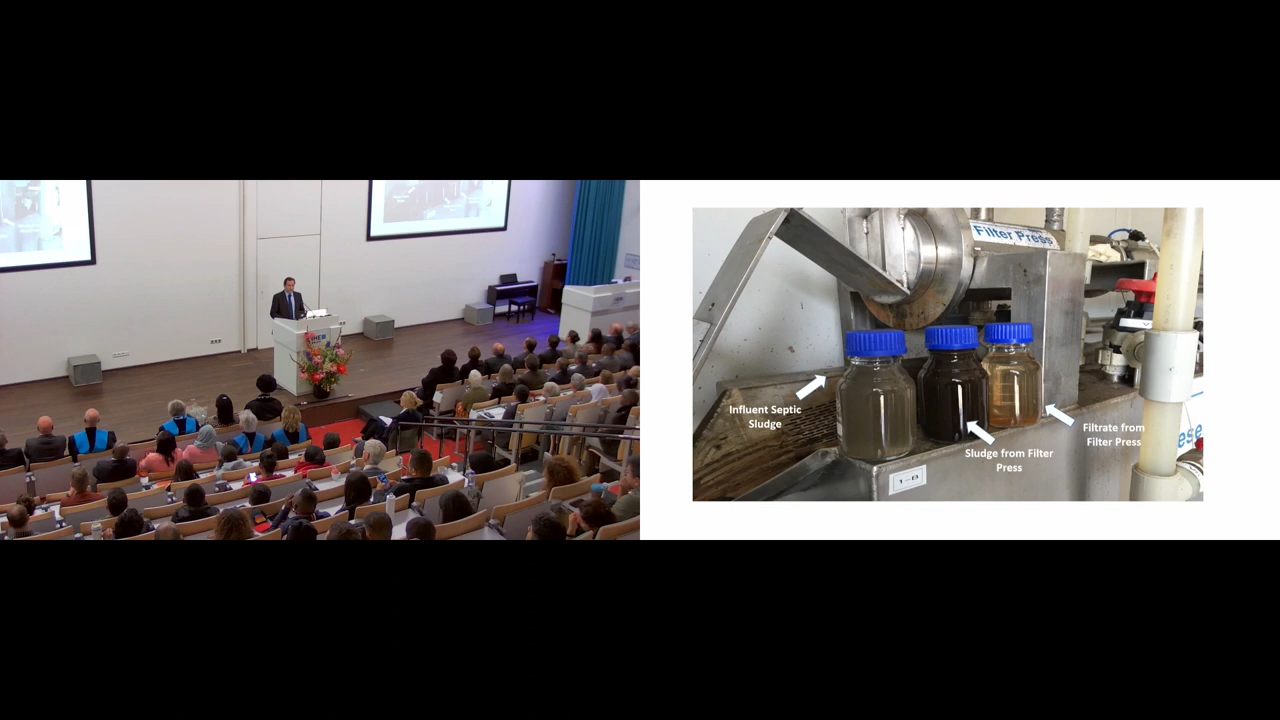 Filter Press
Influent Septic
Sludge
Filtrate from
Filter Press
Sludge from Filter
Press